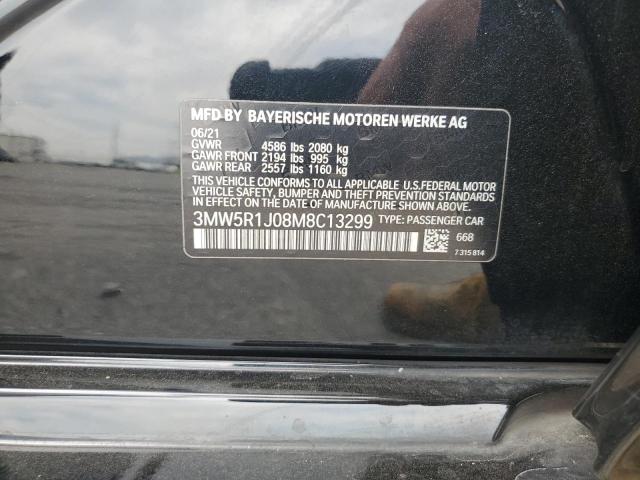 MFD BY BAYERISCHE MOTOREN WERKE AG
06/21
GVWR 4586 lbs 2080 kg
GAWR FRONT 2194 lbs 995 kg
GAWR REAR 2557 lbs 1160 kg
THIS VEHICLE CONFORMS TO ALL APPLICABLE U.S.FEDERAL MOTOR
VEHICLE SAFETY, BUMPER AND THEFT PREVENTION STANDARDS
IN EFFECT ON THE DATE OF MANUFACTURE SHOWN ABOVE.
3MW5R1J08M8C13299 TYPE: PASSENGER CAR
668
7 315 814